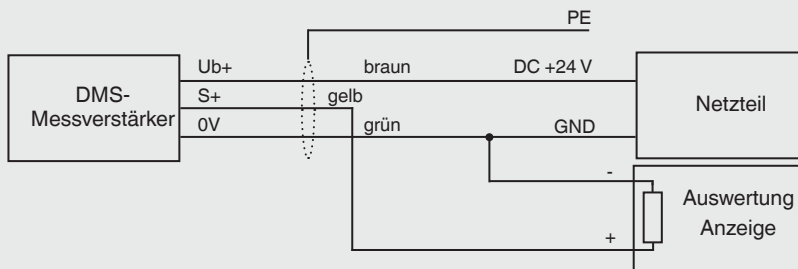 PE
Ub+ braun DC +24 V
DMS-
Messverstärker
S+ gelb
0V grün GND
Netzteil
-
Auswertung
Anzeige
+